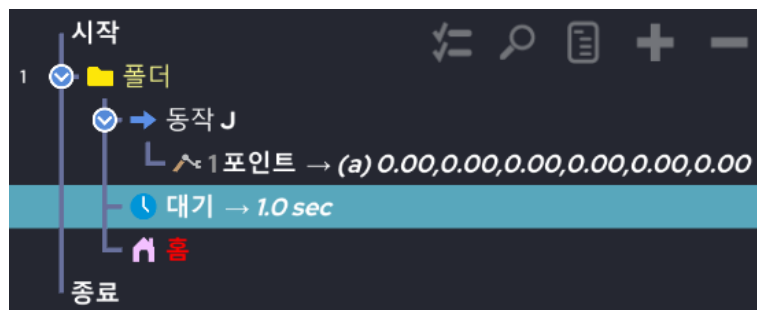 시작
1 폴더
동작 J
1 포인트 → (a) 0.00,0.00,0.00,0.00,0.00,0.00
대기 → 1.0 sec
홈
종료